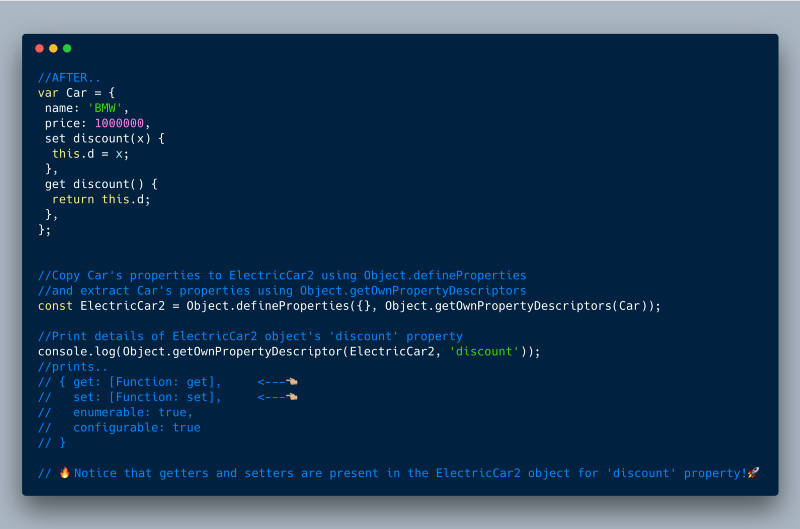 //AFTER..
var Car = {
 name: 'BMW',
 price: 1000000,
 set discount(x) {
  this.d = x;
 },
 get discount() {
  return this.d;
 },
};
//Copy Car's properties to ElectricCar2 using Object.defineProperties
//and extract Car's properties using Object.getOwnPropertyDescriptors
const ElectricCar2 = Object.defineProperties({}, Object.getOwnPropertyDescriptors(Car));
//Print details of ElectricCar2 object's 'discount' property
console.log(Object.getOwnPropertyDescriptor(ElectricCar2, 'discount'));
//prints..
// { get: [Function: get],     <---👈🏼
//   set: [Function: set],     <---👈🏼
//   enumerable: true,
//   configurable: true
// }
// 🔥Notice that getters and setters are present in the ElectricCar2 object for 'discount' property!🚀